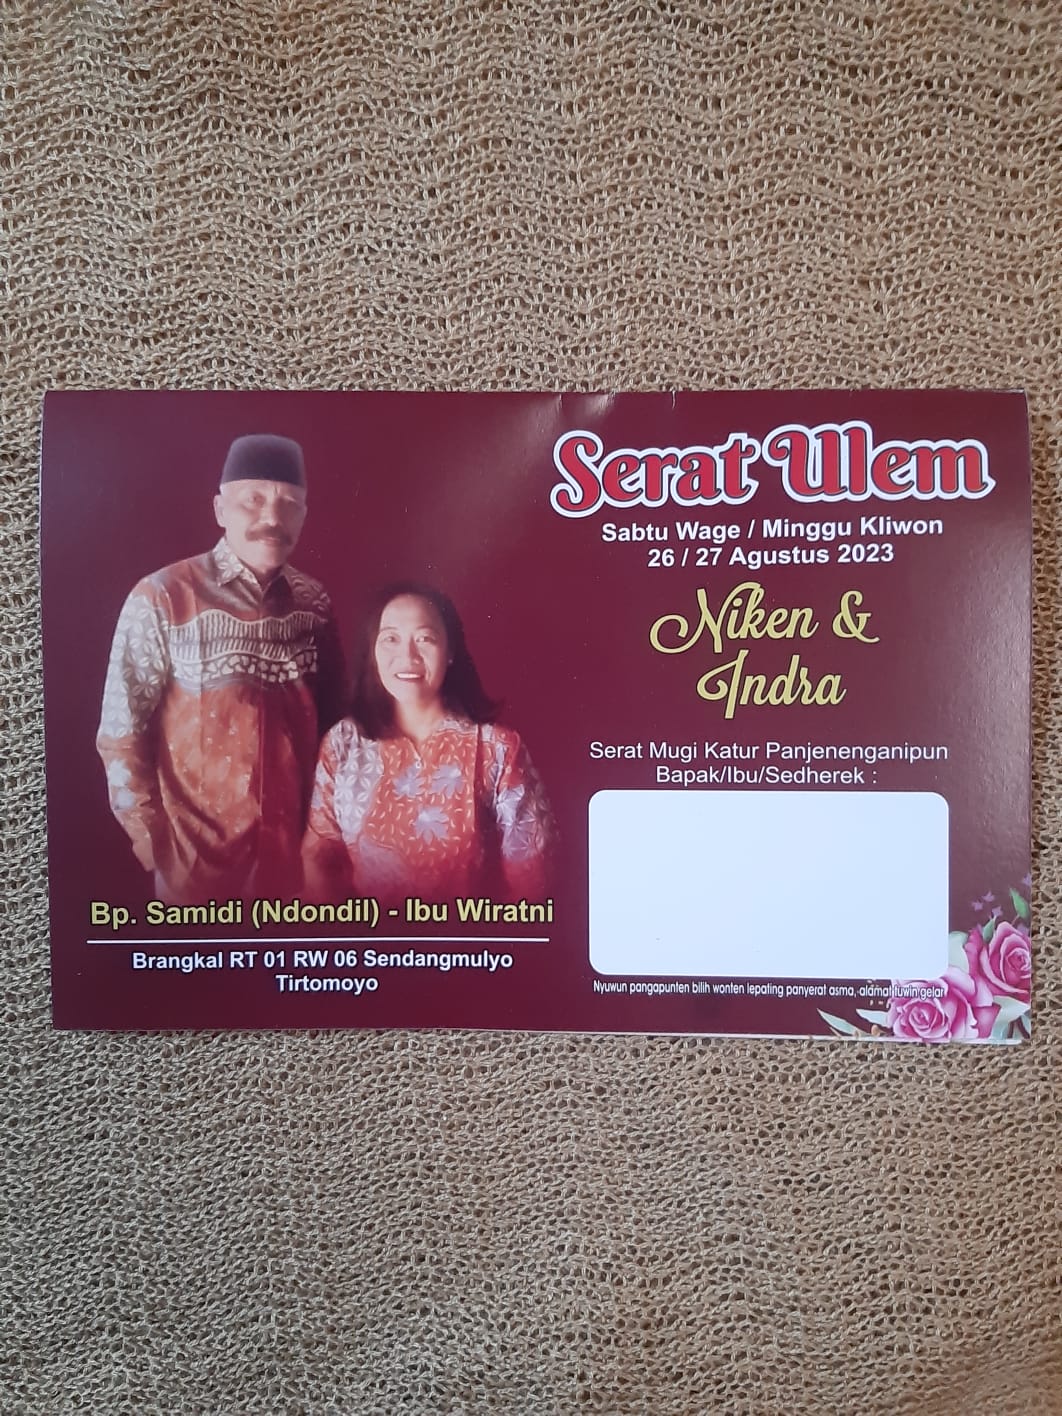 Serat Ulem
Sabtu Wage / Minggu Kliwon
26 / 27 Agustus 2023
Niken &
Indra
Serat Mugi Katur Panjenenganipun
Bapak/Ibu/Sedherek :
Nyuwun pangapunten bilih wonten lepating panyerat asma, alamat tuwin gelar
Bp. Samidi (Ndondil) - Ibu Wiratni
Brangkal RT 01 RW 06 Sendangmulyo
Tirtomoyo